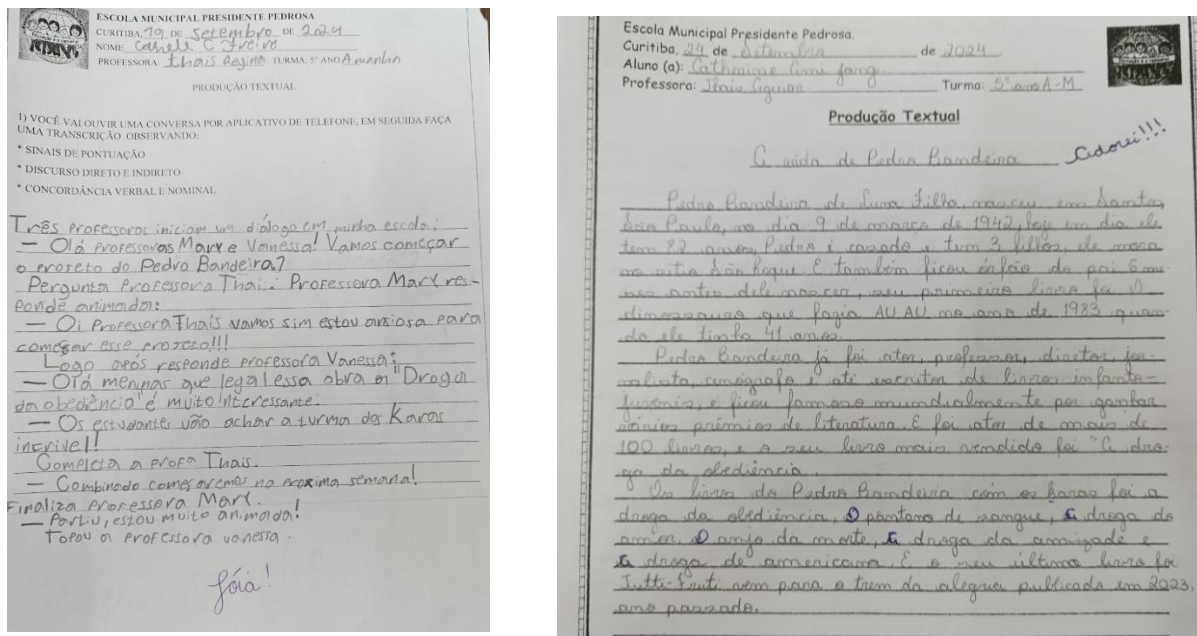 ESCOLA MUNICIPAL PRESIDENTE PEDROSA
CURITIBA, 19 DE Setembro DE 2024
NOME C Freire
PROFESSORA: thais Regina TURMA: 5º ANO A manhã
PRODUÇÃO TEXTUAL
1) VOCÊ VAI OUVIR UMA CONVERSA POR APLICATIVO DE TELEFONE, EM SEGUIDA FAÇA
UMA TRANSCRIÇÃO OBSERVANDO:
* SINAIS DE PONTUAÇÃO
* DISCURSO DIRETO E INDIRETO
* CONCORDÂNCIA VERBAL E NOMINAL
Três professoras iniciam um diálogo em minha escola:
— Olá professoras Mary e Vanessa! Vamos começar
o projeto do Pedro Bandeira?
Pergunta Professora Thais. Professora Mary res-
ponde animada:
— Oi Professora Thais vamos sim estou ansiosa para
começar esse projeto!!!
Logo após responde professora Vanessa:
— Olá meninas que legal essa obra a "Droga
da obediência" é muito interessante.
— Os estudantes vão achar a turma dos Karas
incrivel!
Completa a profa Thais.
— Combinado começaremos na proxima semana!
Finaliza professora Mary.
— Partiu, estou muito animada!
Topou a professora vanessa.
Jóia!
Escola Municipal Presidente Pedrosa
Curitiba, 24 de Setembro de 2024
Aluno (a): Catherine
Professora: Thais Turma: 5º ano A-M
Produção Textual
A vida de Pedro Bandeira
Adorei!!!
Pedro Bandeira de Luna Filho, nasceu em Santos,
São Paulo, no dia 9 de março de 1942, hoje em dia ele
tem 82 anos, Pedro é casado e tem 3 filhos, ele mora
no sitio São Roque. E também ficou órfão do pai 6 me-
ses antes dele nascer, seu primeiro livro foi O
dinossauro que fazia AU AU no ano de 1983 quan-
do ele tinha 41 anos.
Pedro Bandeira já foi ator, professor, diretor, jor-
nalista, cenógrafo e até escritor de livros infanto-
juvenis, e ficou famoso mundialmente por ganhar
vários prêmios de literatura. E foi ator de mais de
100 livros, e o seu livro mais vendido foi "A dro-
ga da obediência.
Os livros do Pedro Bandeira com os karas foi a
droga da obediência, O pântano de sangue, A droga do
amor, O anjo da morte, A droga da amizade e
A droga de americana. E o seu último livro foi
Tutti-Fruti vem para o trem da alegria publicado em 2023,
ano passado.